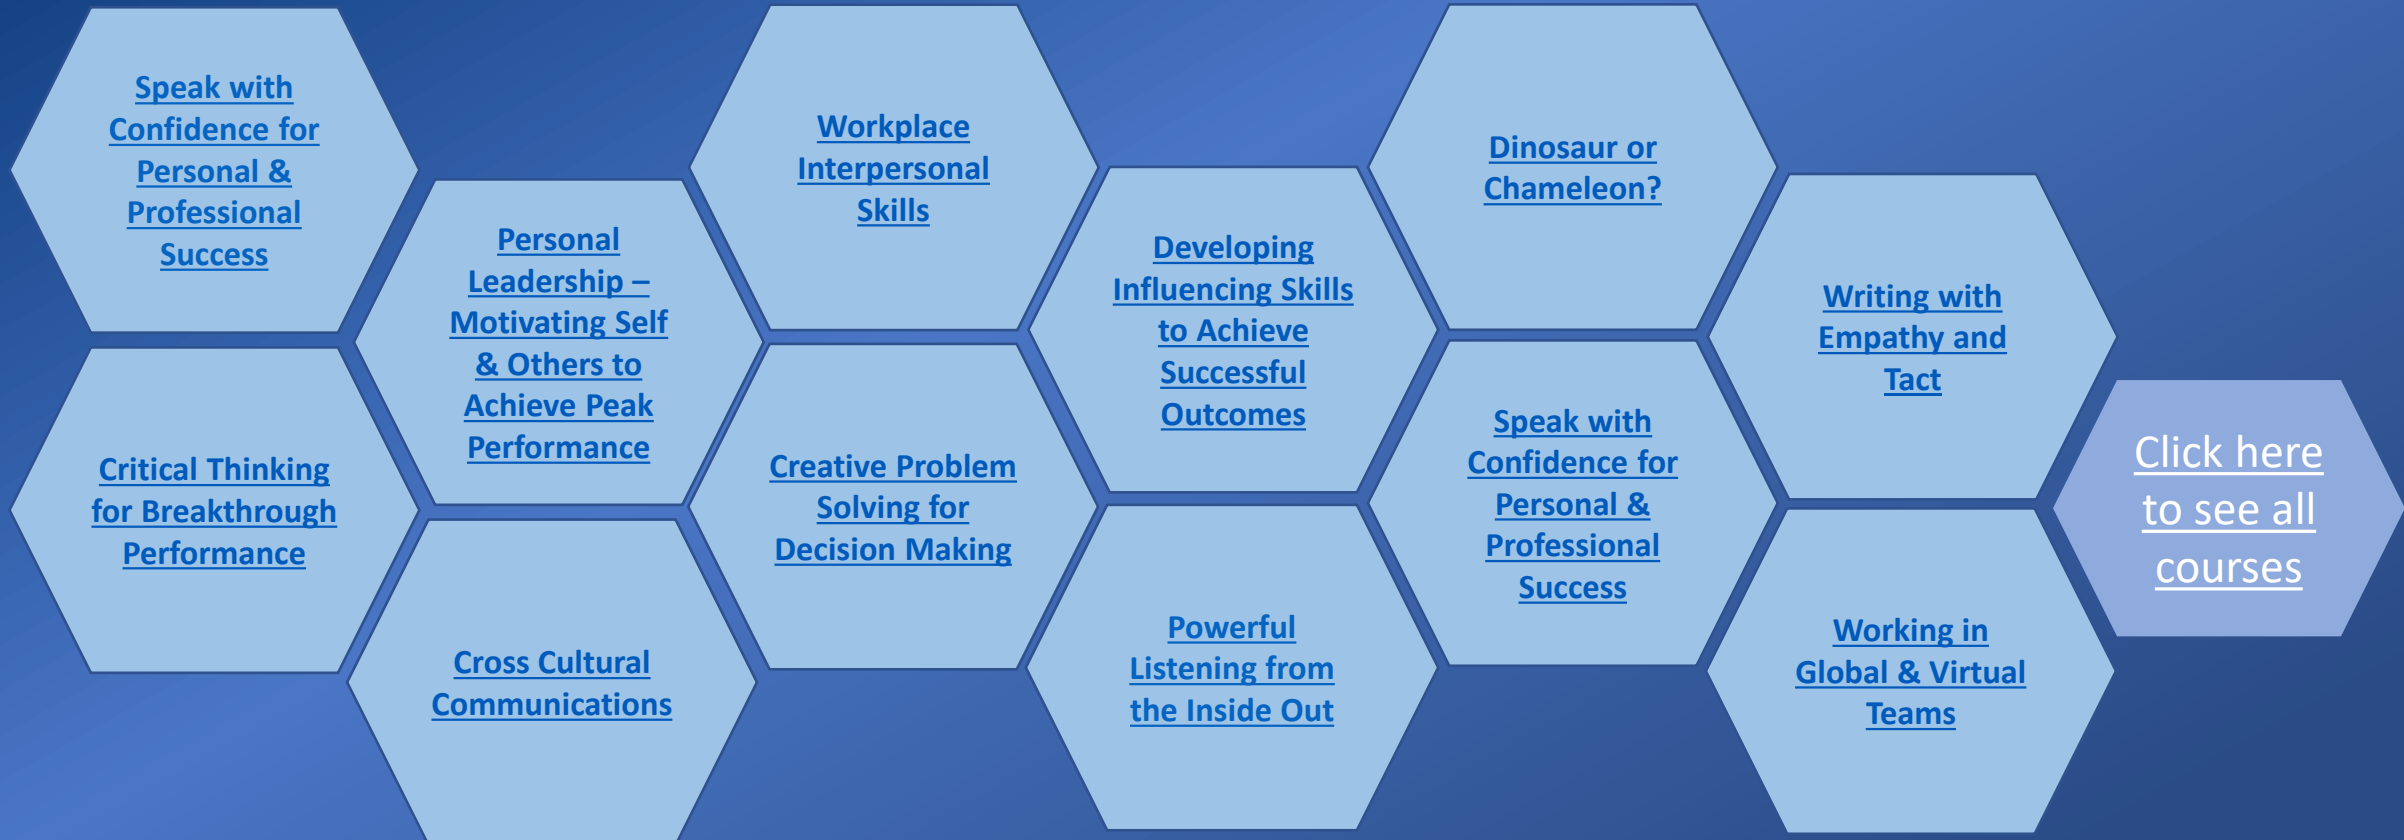 Speak with
Confidence for
Personal &
Professional
Success
Critical Thinking
for Breakthrough
Performance
Personal
Leadership –
Motivating Self
& Others to
Achieve Peak
Performance
Cross Cultural
Communications
Workplace
Interpersonal
Skills
Creative Problem
Solving for
Decision Making
Developing
Influencing Skills
to Achieve
Successful
Outcomes
Powerful
Listening from
the Inside Out
Dinosaur or
Chameleon?
Speak with
Confidence for
Personal &
Professional
Success
Writing with
Empathy and
Tact
Working in
Global & Virtual
Teams
Click here
to see all
courses